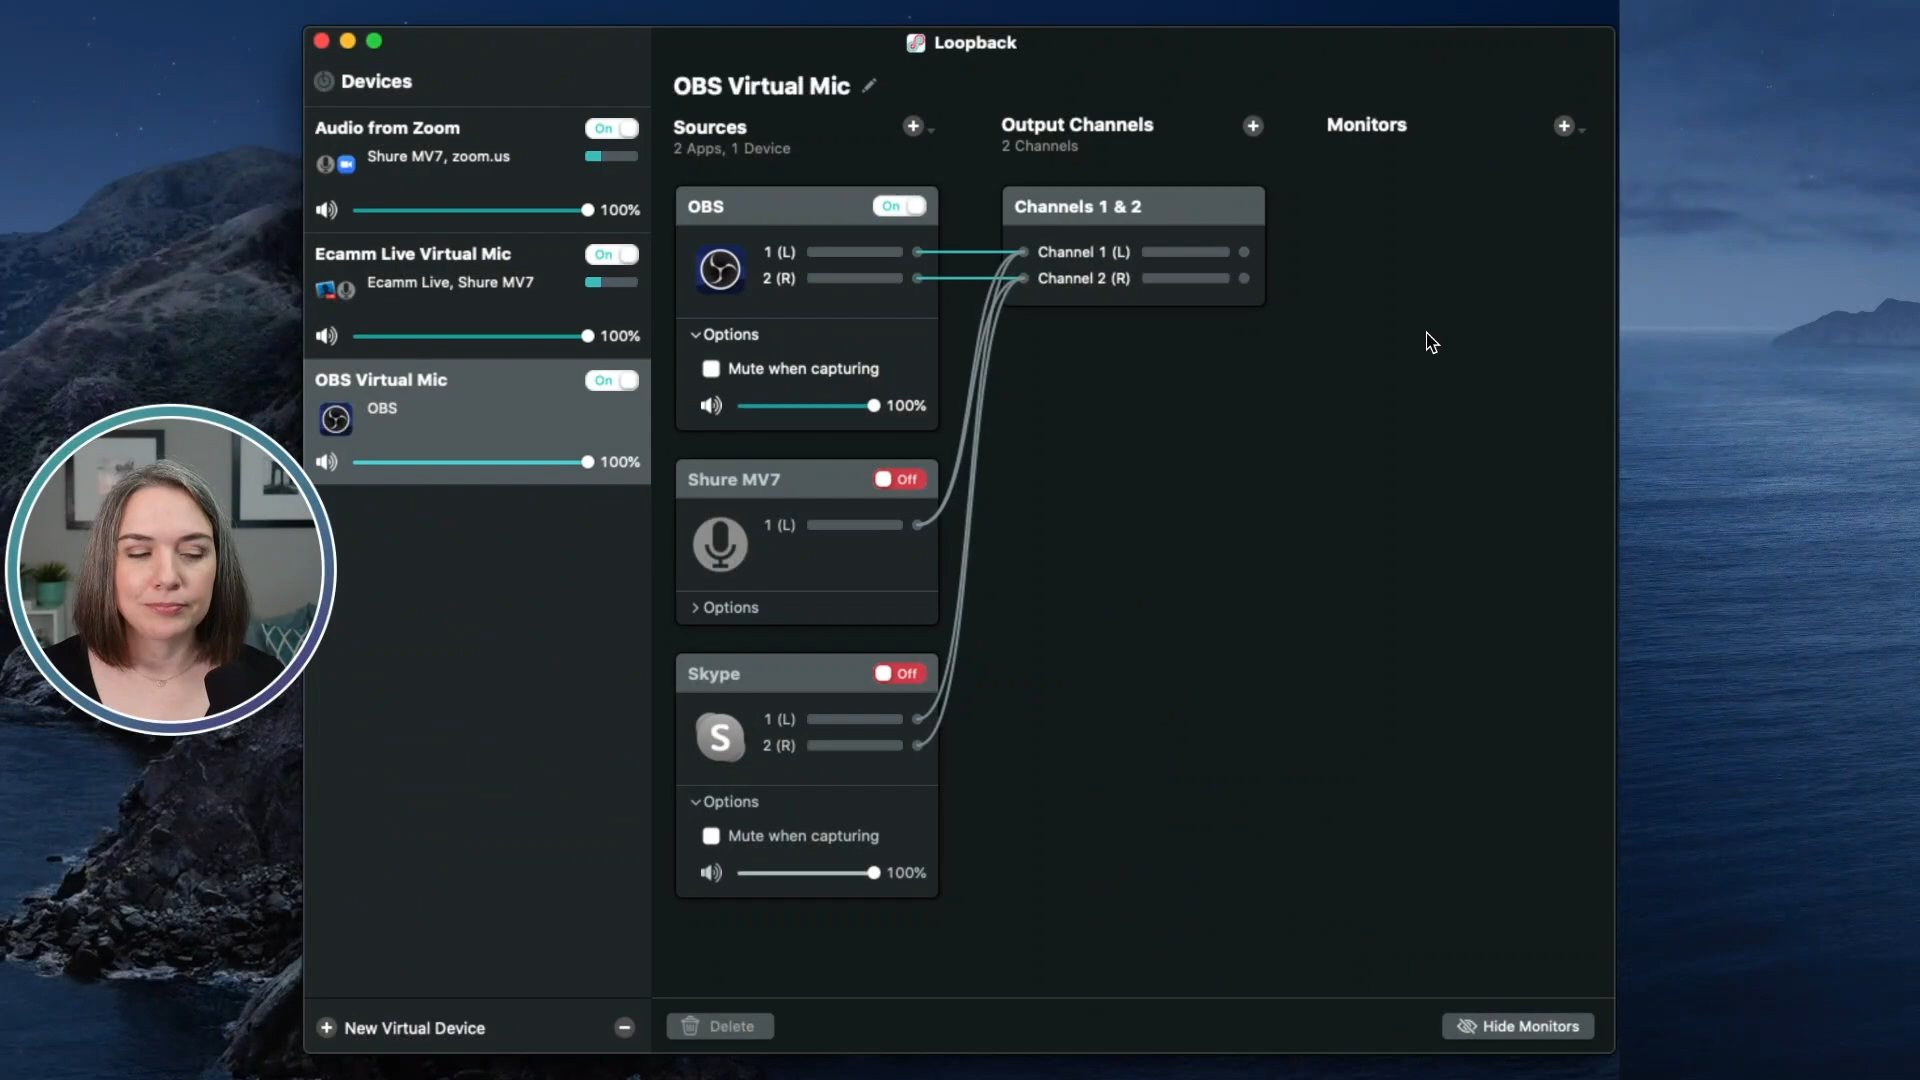 Loopback
Devices
Audio from Zoom
On
Shure MV7, zoom.us
100%
Ecamm Live Virtual Mic
On
Ecamm Live, Shure MV7
100%
OBS Virtual Mic
On
OBS
100%
New Virtual Device
OBS Virtual Mic
Sources
2 Apps, 1 Device
OBS
On
1 (L)
2 (R)
Options
Mute when capturing
100%
Shure MV7
Off
1 (L)
Options
Skype
Off
S
1 (L)
2 (R)
Options
Mute when capturing
100%
Output Channels
2 Channels
Channels 1 & 2
Channel 1 (L)
Channel 2 (R)
Monitors
Delete
Hide Monitors